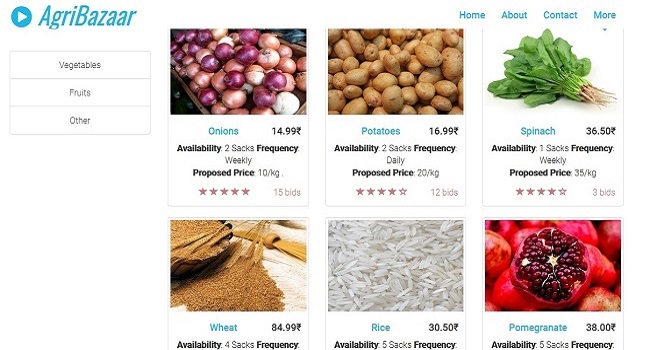 AgriBazaar
Home About Contact More
Vegetables
Fruits
Other
Onions 14.99₹
Availability: 2 Sacks Frequency:
Weekly
Proposed Price: 10/kg .
15 bids
Potatoes 16.99₹
Availability: 2 Sacks Frequency:
Daily
Proposed Price: 20/kg
12 bids
Spinach 36.50₹
Availability: 1 Sacks Frequency:
Weekly
Proposed Price: 35/kg
3 bids
Wheat 84.99₹
Availability: 4 Sacks Frequency:
Rice 30.50₹
Availability: 5 Sacks Frequency:
Pomegranate 38.00₹
Availability: 5 Sacks Frequency: